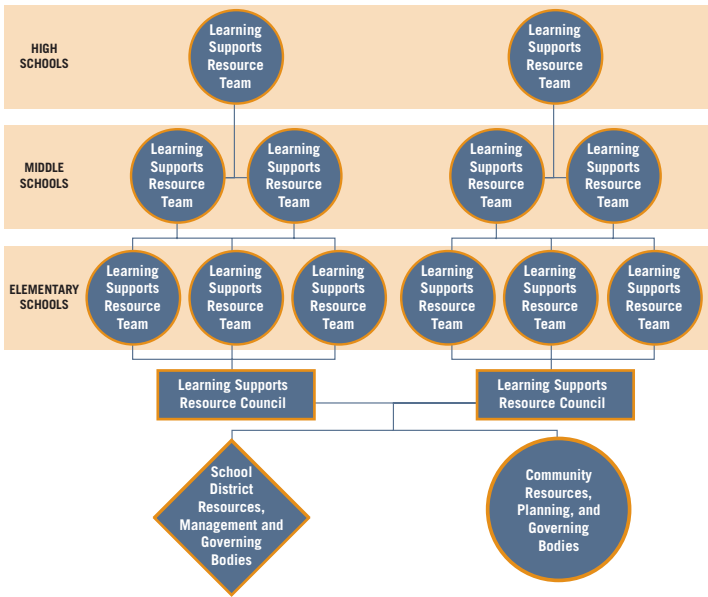 HIGH
SCHOOLS
Learning
Supports
Resource
Team
Learning
Supports
Resource
Team
MIDDLE
SCHOOLS
Learning
Supports
Resource
Team
Learning
Supports
Resource
Team
Learning
Supports
Resource
Team
Learning
Supports
Resource
Team
ELEMENTARY
SCHOOLS
Learning
Supports
Resource
Team
Learning
Supports
Resource
Team
Learning
Supports
Resource
Team
Learning
Supports
Resource
Team
Learning
Supports
Resource
Team
Learning
Supports
Resource
Team
Learning Supports
Resource Council
Learning Supports
Resource Council
School
District
Resources,
Management and
Governing
Bodies
Community
Resources,
Planning, and
Governing
Bodies